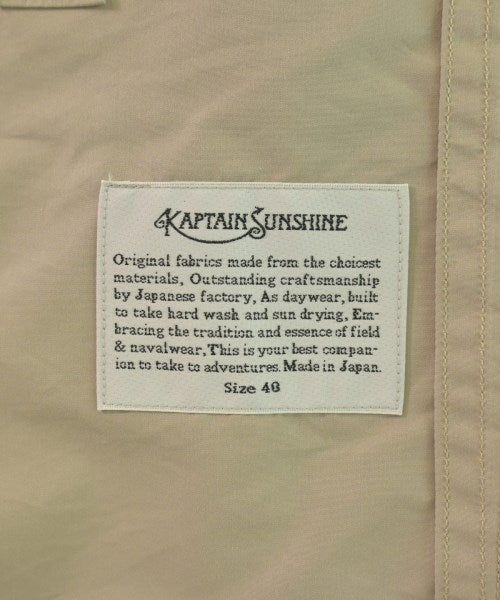 KAPTAIN SUNSHINE
Original fabrics made from the choicest
materials, Outstanding craftsmanship
by Japanese factory, As daywear, built
to take hard wash and sun drying, Em-
bracing the tradition and essence of field
& navalwear, This is your best compan-
ion to take to adventures. Made in Japan.
Size 40